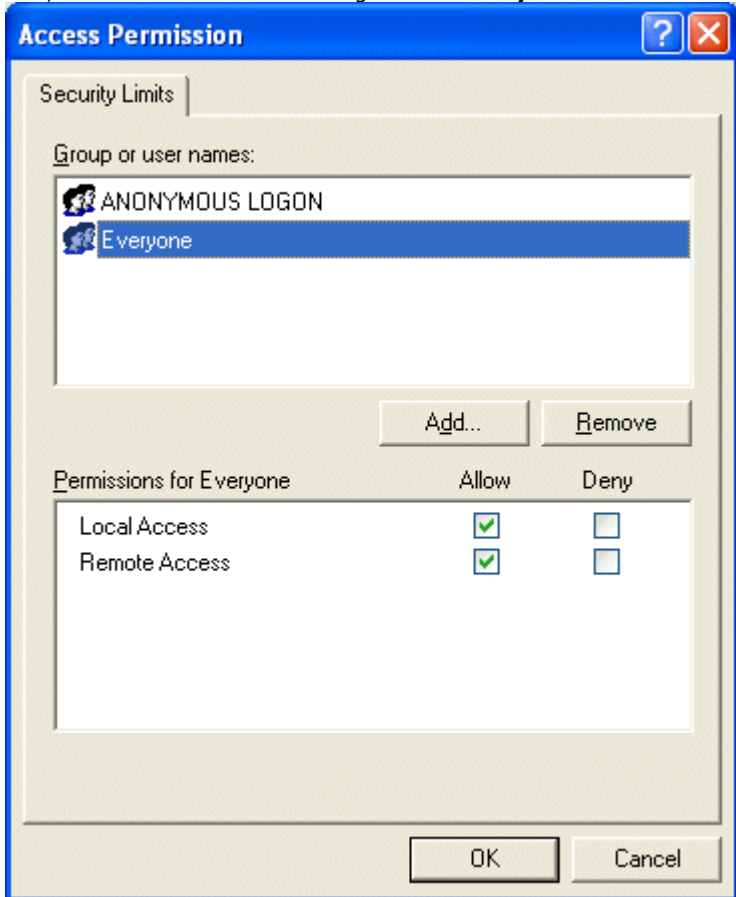 Access Permission
Security Limits
Group or user names:
ANONYMOUS LOGON
Everyone
Add... Remove
Permissions for Everyone Allow Deny
Local Access
Remote Access
OK Cancel